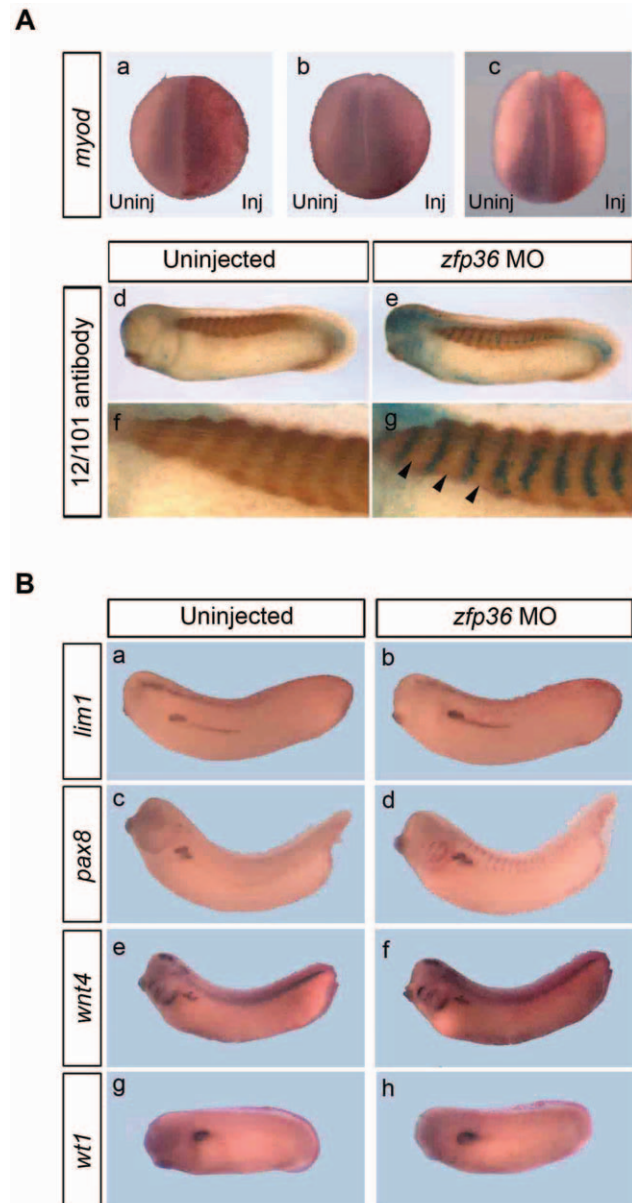 A
myod
a
b
c
Uninj
Inj
Uninj
Inj
Uninj
Inj
Uninjected
zfp36 MO
12/101 antibody
d
e
f
g
B
Uninjected
zfp36 MO
lim1
a
b
pax8
c
d
wnt4
e
f
wt1
g
h